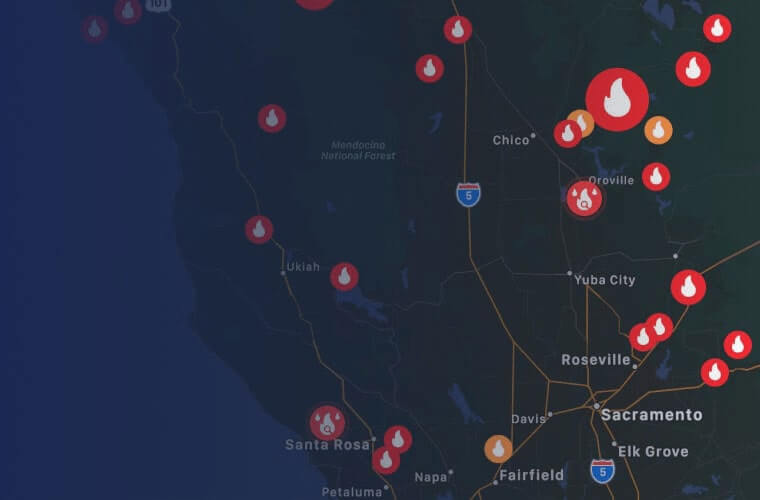 101
Mendocino
National Forest
Chico
Oroville
5
Ukiah
Yuba City
Roseville
Sacramento
Davis
Santa Rosa
Elk Grove
Napa
Fairfield
5
Petaluma